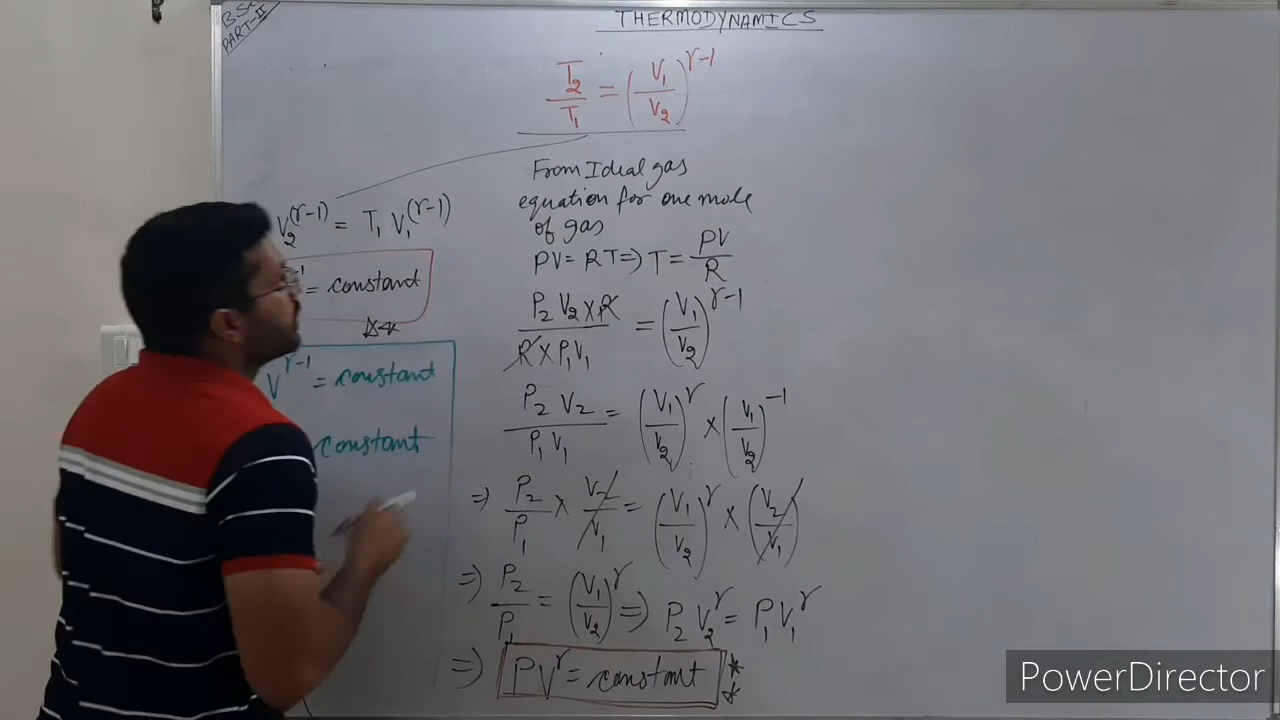 B.Sc
PART-II
THERMODYNAMICS
T₂/T₁ = (V₁/V₂)^γ-1
V₂^(γ-1) = T₁ V₁^(γ-1)
= constant
V^γ-1 = constant
constant
From Ideal gas
equation for one mole
of gas
PV = RT ⇒ T = PV/R
P₂ V₂ × R / R × P₁ V₁ = (V₁/V₂)^γ-1
P₂ V₂ / P₁ V₁ = (V₁/V₂)^γ × (V₁/V₂)^-1
⇒ P₂/P₁ × V₂/V₁ = (V₁/V₂)^γ × (V₂/V₁)
⇒ P₂/P₁ = (V₁/V₂)^γ ⇒ P₂ V₂^γ = P₁ V₁^γ
⇒ PV^γ = constant
PowerDirector